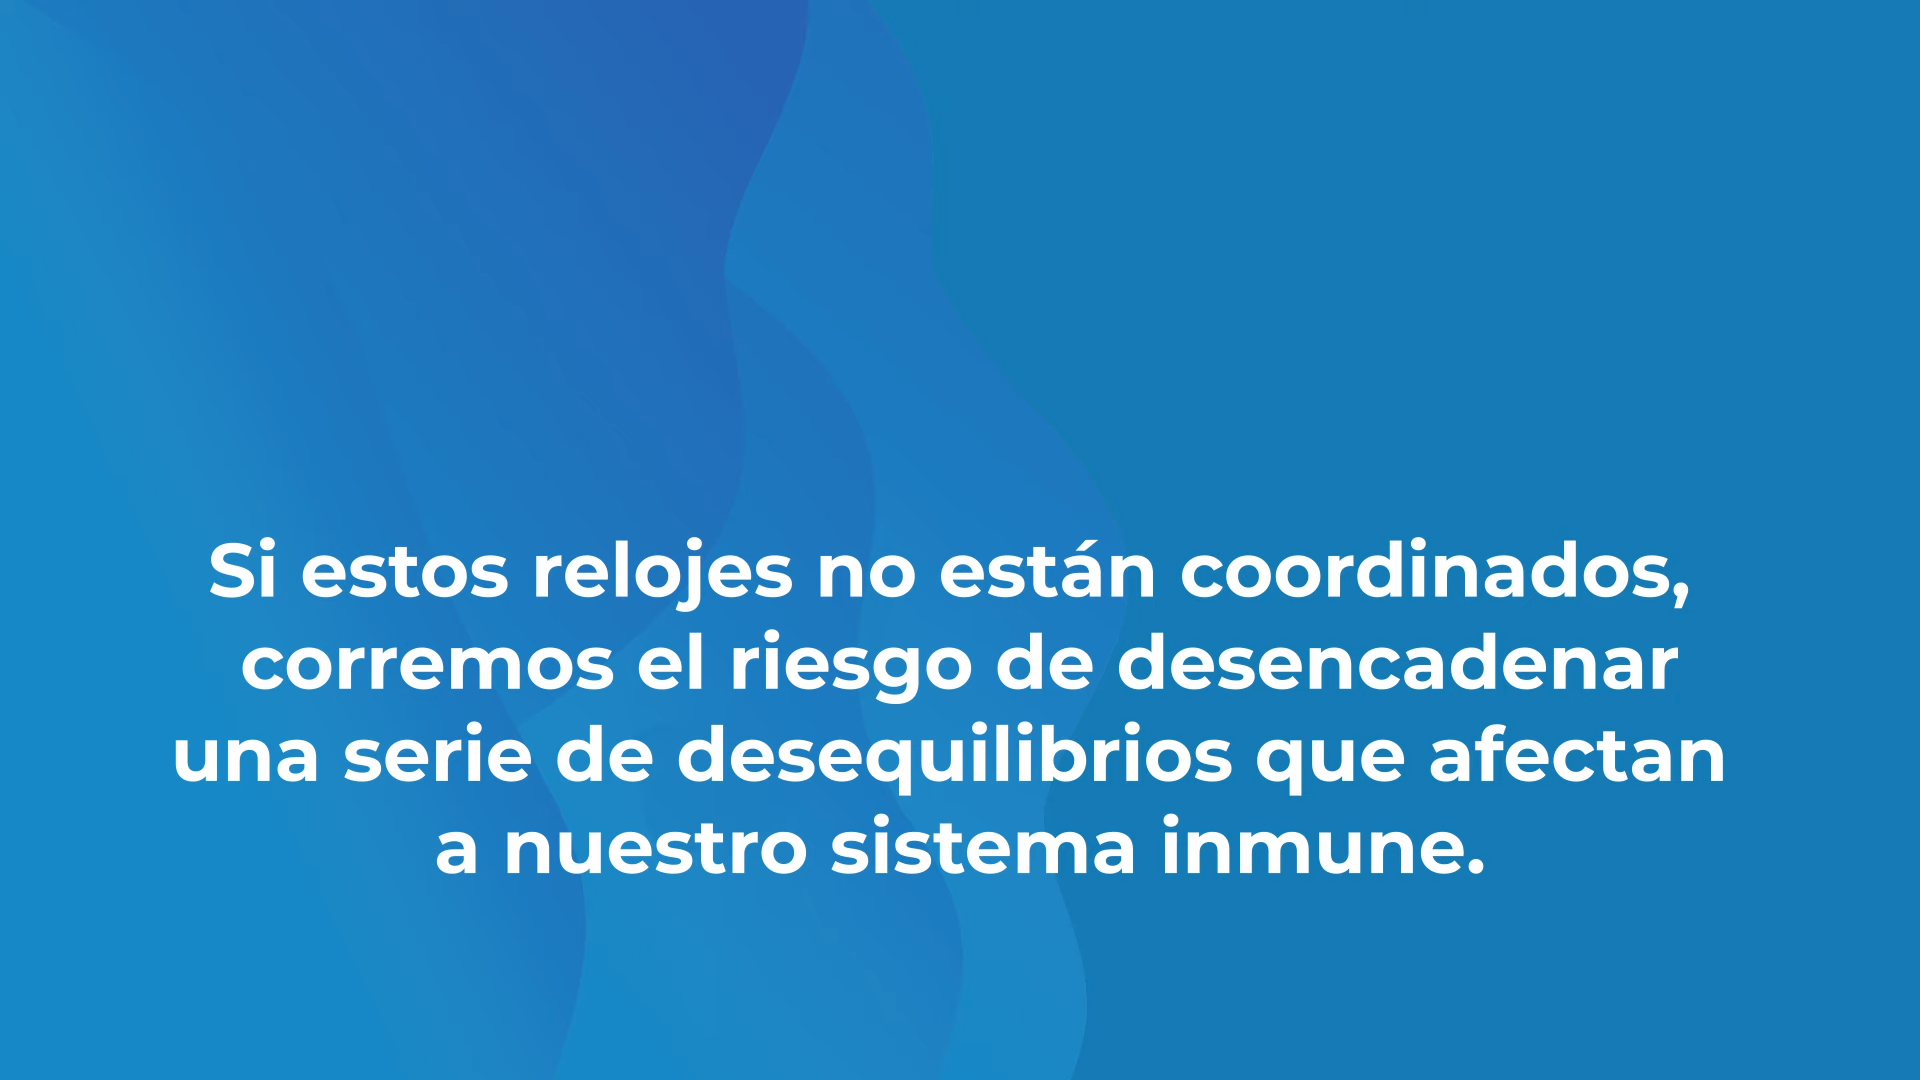 Si estos relojes no están coordinados,
corremos el riesgo de desencadenar
una serie de desequilibrios que afectan
a nuestro sistema inmune.